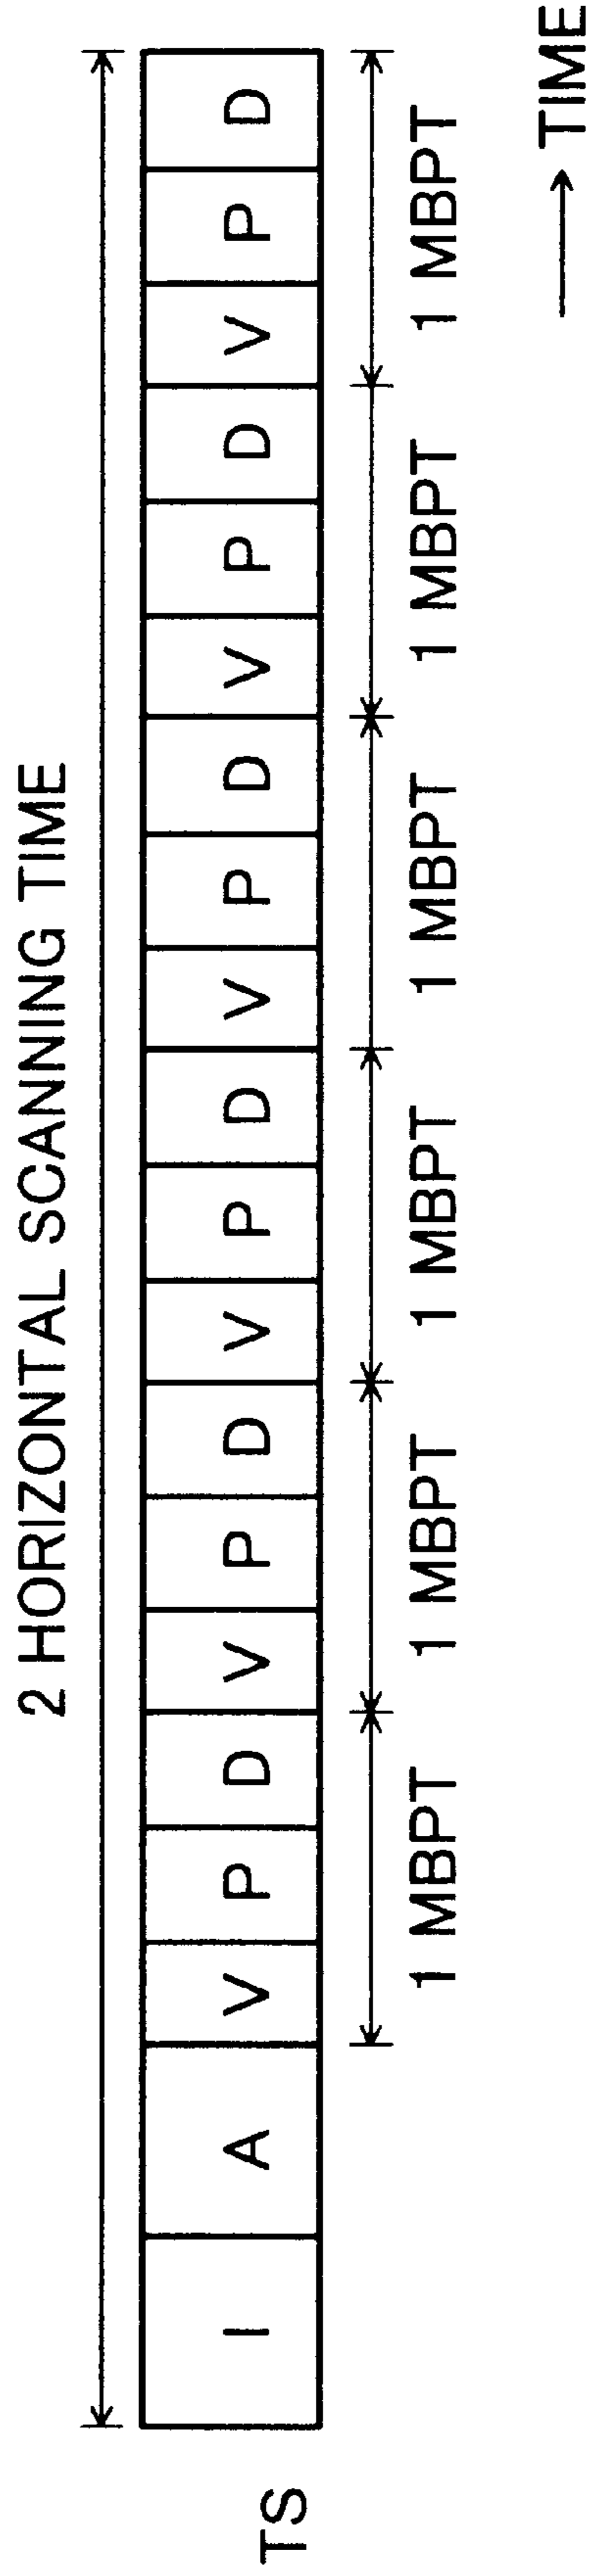 2 HORIZONTAL SCANNING TIME
TS I A V P D V P D V P D V P D V P D V P D
1 MBPT 1 MBPT 1 MBPT 1 MBPT 1 MBPT 1 MBPT
TIME